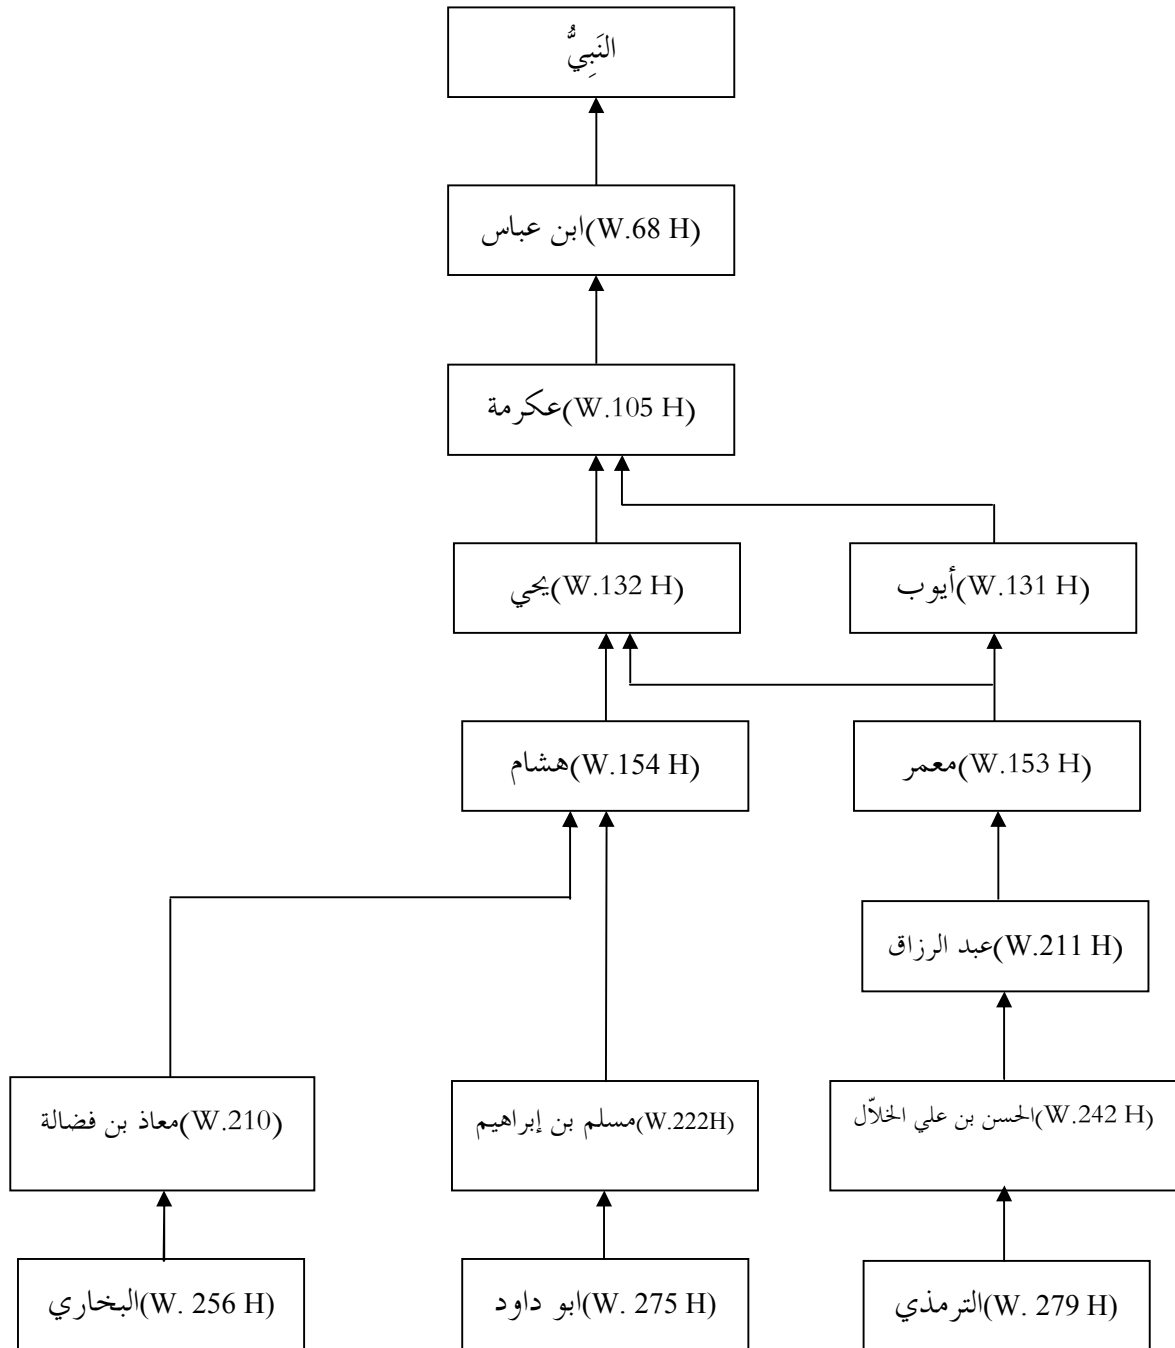 النَبِيُّ
ابن عباس(W.68 H)
عكرمة(W.105 H)
يحي(W.132 H)
أيوب(W.131 H)
هشام(W.154 H)
معمر(W.153 H)
عبد الرزاق(W.211 H)
معاذ بن فضالة(W.210)
مسلم بن إبراهيم(W.222H)
الحسن بن علي الخلاّل(W.242 H)
البخاري(W. 256 H)
ابو داود(W. 275 H)
الترمذي(W. 279 H)